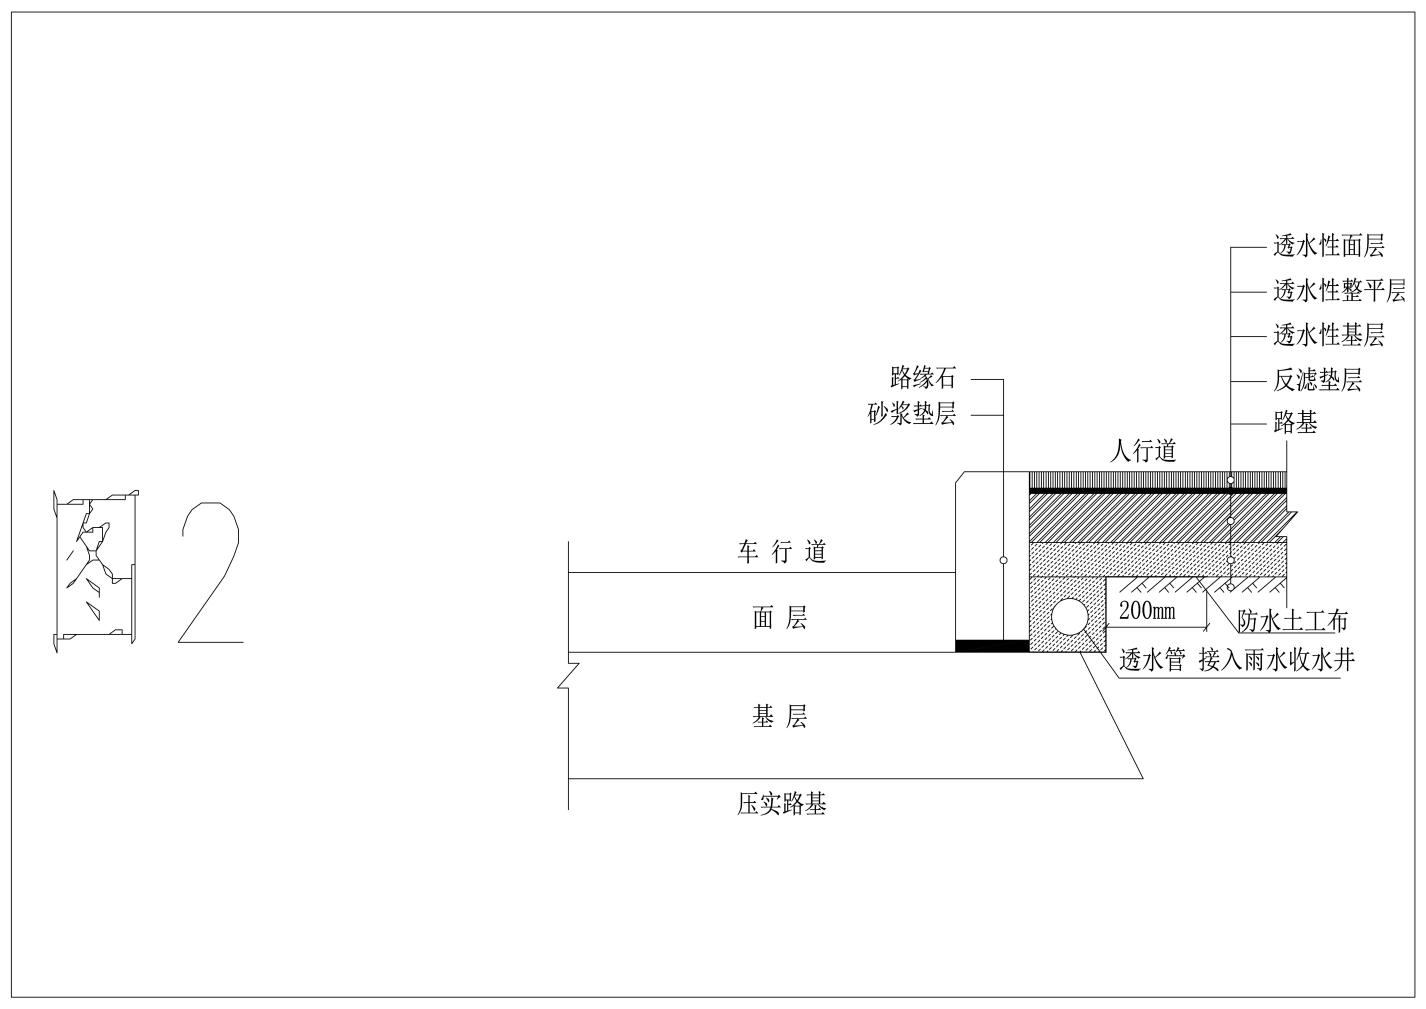 透水性面层
透水性整平层
透水性基层
反滤垫层
路基
路缘石
砂浆垫层
人行道
图 2
车 行 道
面 层
200mm
防水土工布
透水管 接入雨水收水井
基 层
压实路基